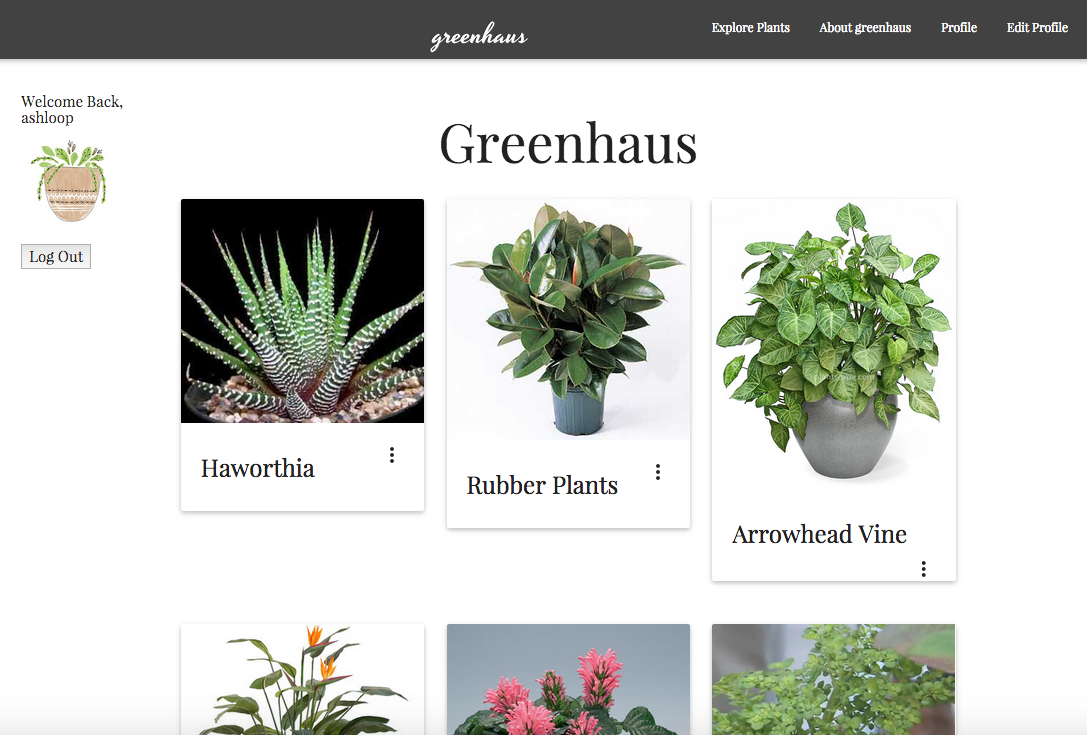 greenhaus
Explore Plants
About greenhaus
Profile
Edit Profile
Welcome Back,
ashloop
Log Out
Greenhaus
Haworthia
Rubber Plants
Arrowhead Vine